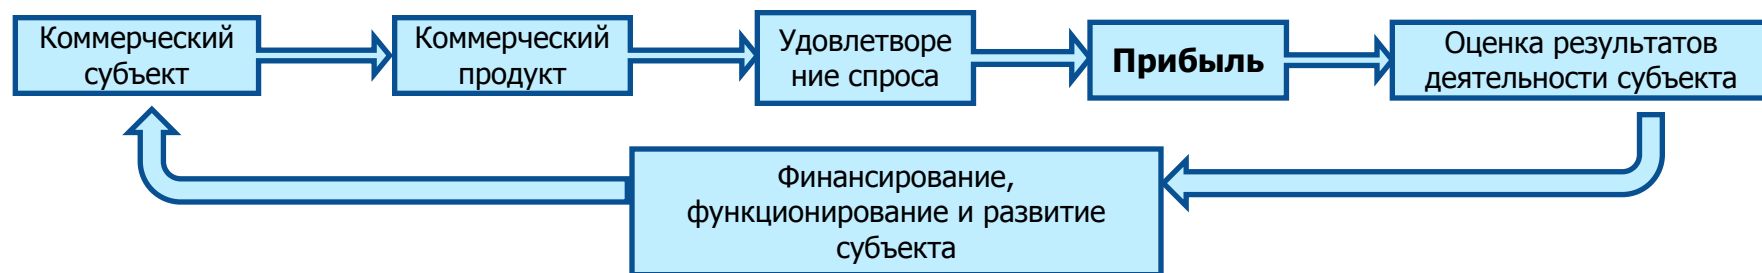 Коммерческий
субъект
Коммерческий
продукт
Удовлетворе
ние спроса
Прибыль
Оценка результатов
деятельности субъекта
Финансирование,
функционирование и развитие
субъекта